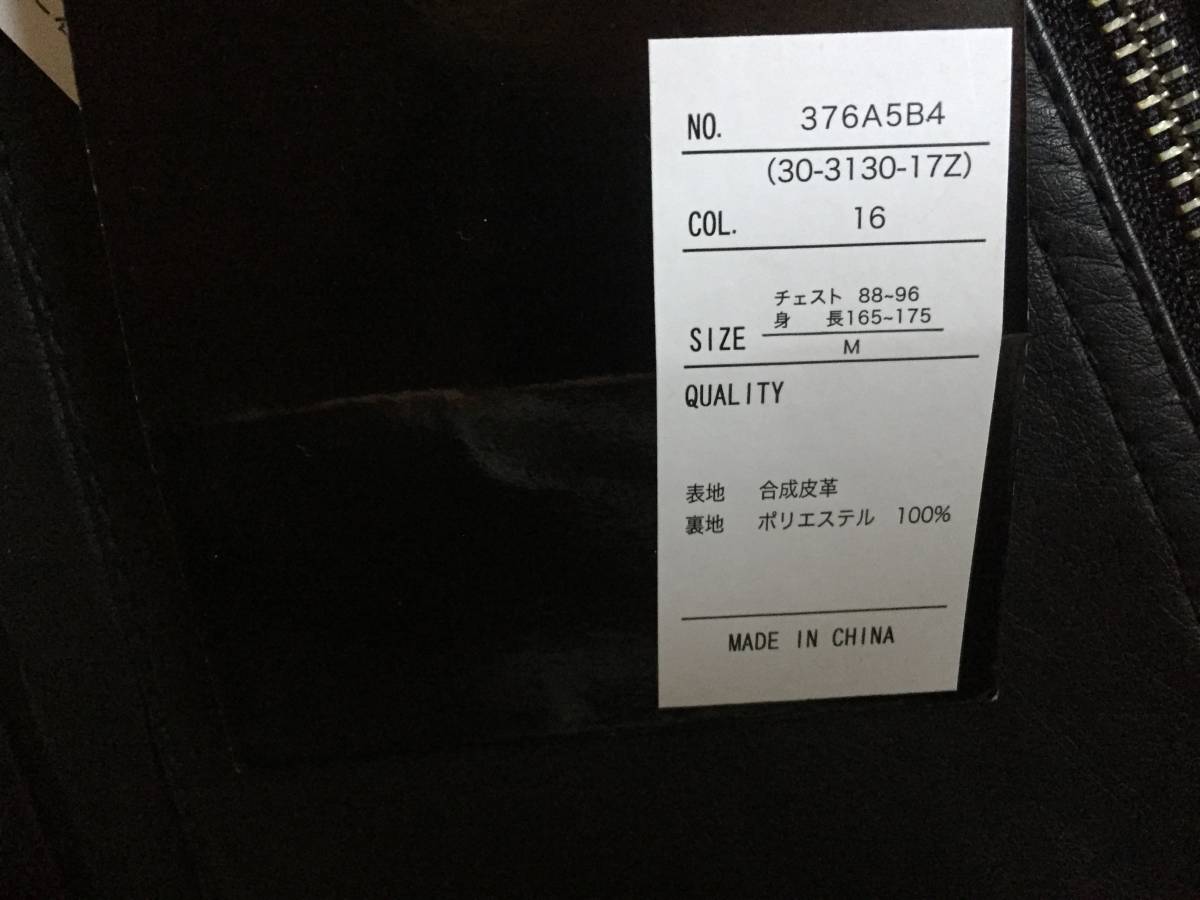 NO. 376A5B4
(30-3130-17Z)
COL. 16
チェスト 88~96
身 長165~175
SIZE
M
QUALITY
表地 合成皮革
裏地 ポリエステル 100%
MADE IN CHINA